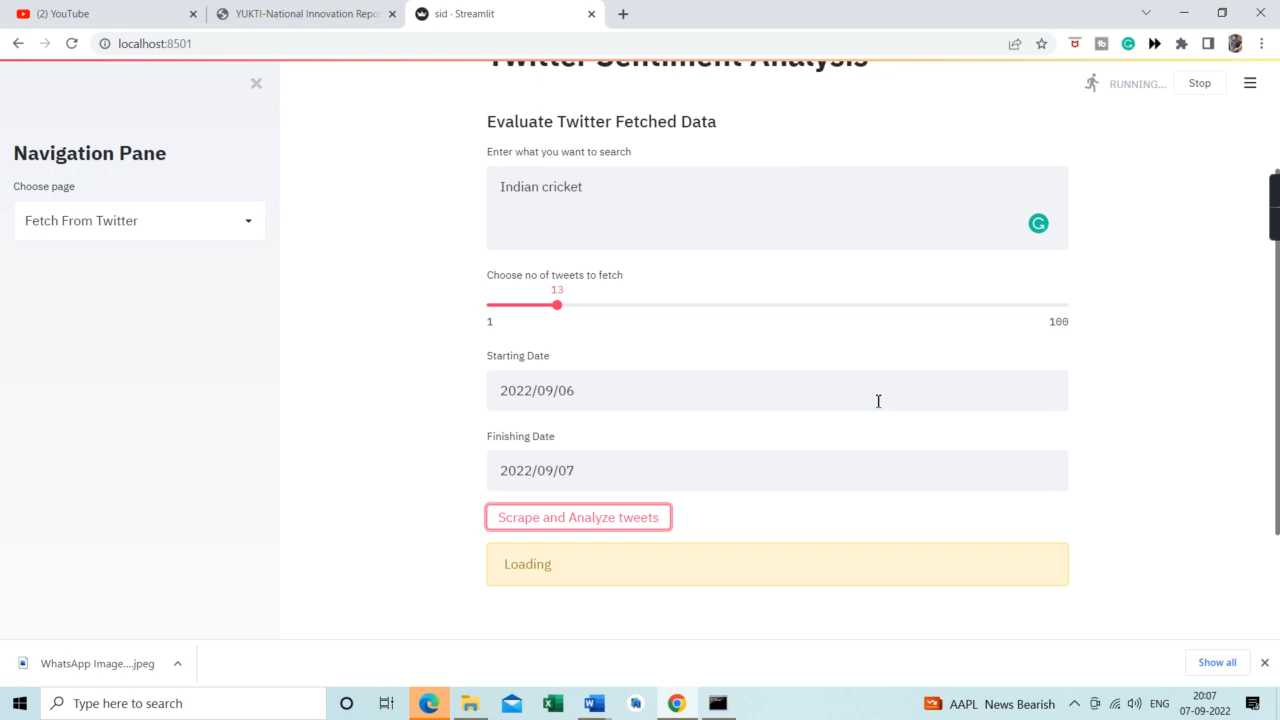 (2) YouTube
YUKTI-National Innovation Repo
sid · Streamlit
localhost:8501
Twitter Sentiment Analysis
RUNNING...
Stop
Navigation Pane
Choose page
Fetch From Twitter
Evaluate Twitter Fetched Data
Enter what you want to search
Indian cricket
Choose no of tweets to fetch
13
1
100
Starting Date
2022/09/06
Finishing Date
2022/09/07
Scrape and Analyze tweets
Loading
WhatsApp Image....jpeg
Show all
Type here to search
AAPL News Bearish
ENG
20:07
07-09-2022